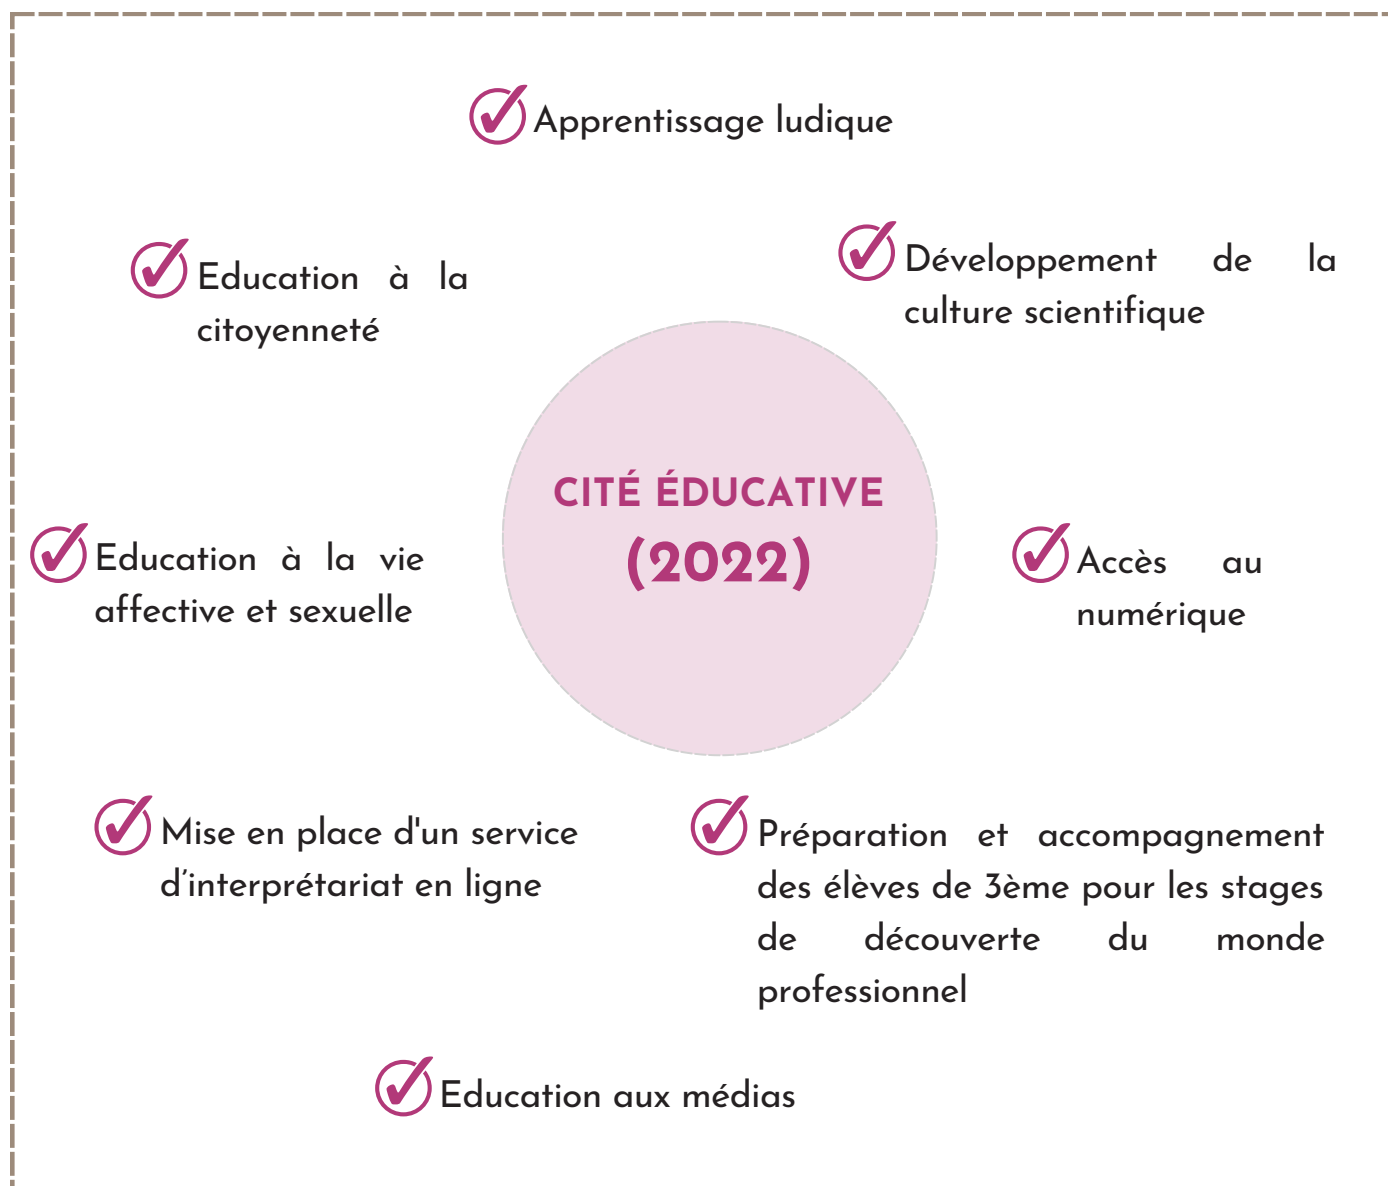 Apprentissage ludique
Education à la
citoyenneté
Développement de la
culture scientifique
CITÉ ÉDUCATIVE
(2022)
Education à la vie
affective et sexuelle
Accès au
numérique
Mise en place d'un service
d’interprétariat en ligne
Préparation et accompagnement
des élèves de 3ème pour les stages
de découverte du monde
professionnel
Education aux médias